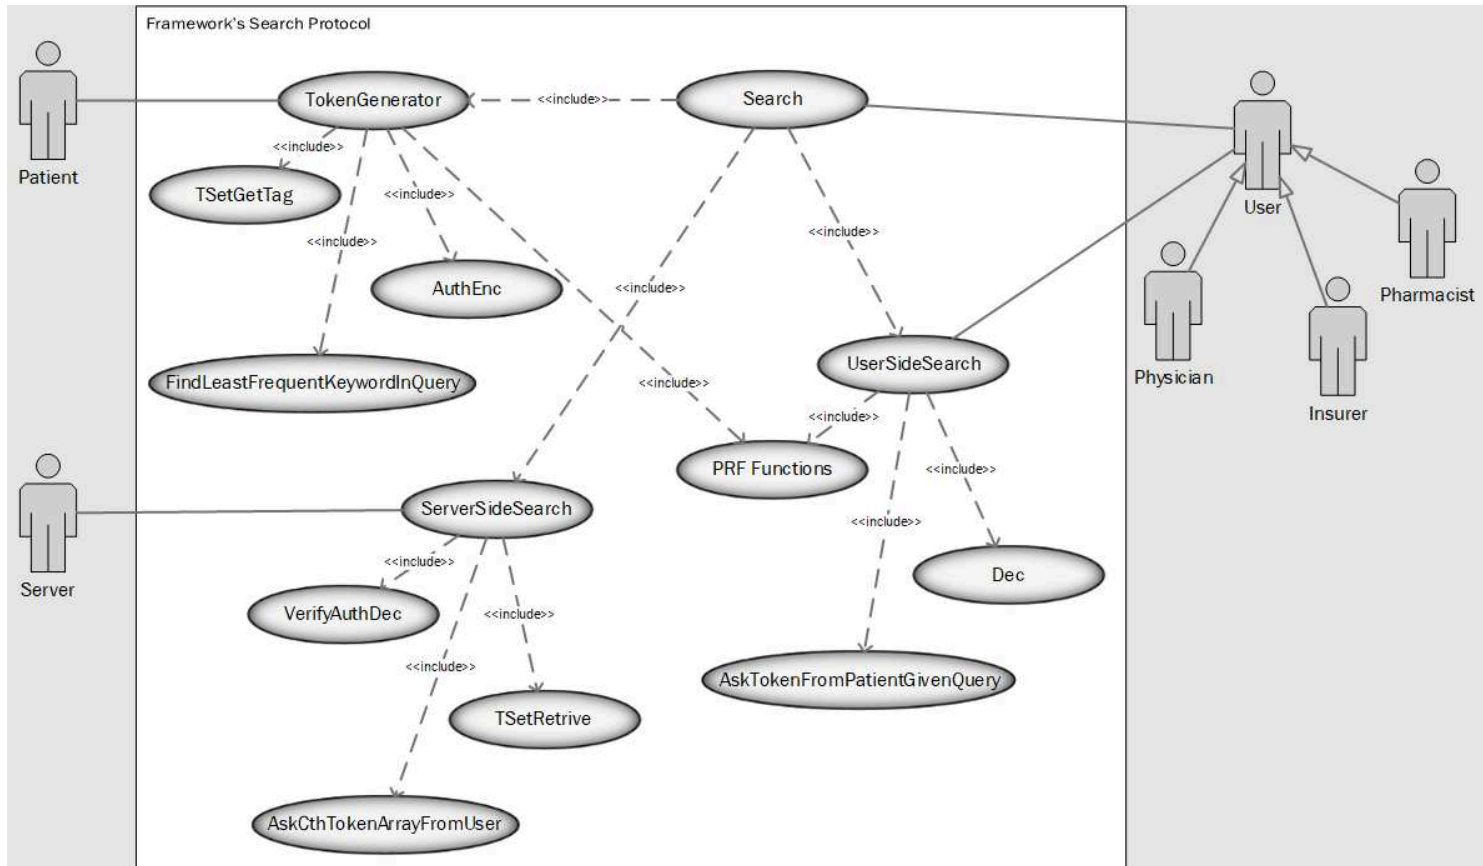 Framework's Search Protocol
TokenGenerator
<<include>>
Search
Patient
<<include>>
TSetGetTag
<<include>>
User
<<include>>
<<include>>
AuthEnc
<<include>>
Pharmacist
Physician
Insurer
UserSideSearch
FindLeastFrequentKeywordInQuery
<<include>>
<<include>>
PRF Functions
<<include>>
ServerSideSearch
<<include>>
<<include>>
Dec
Server
VerifyAuthDec
<<include>>
<<include>>
AskTokenFromPatientGivenQuery
TSetRetrive
AskCthTokenArrayFromUser